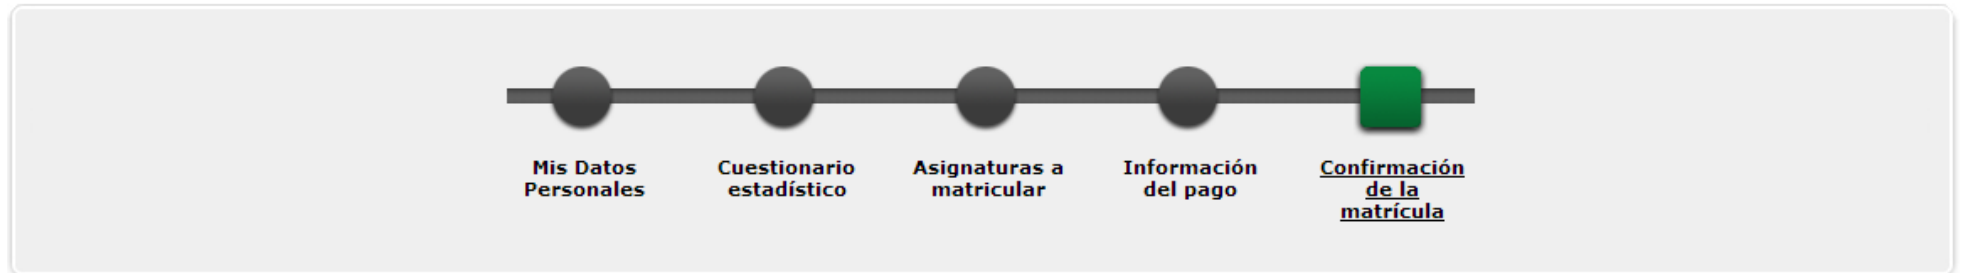 Mis Datos
Personales
Cuestionario
estadístico
Asignaturas a
matricular
Información
del pago
Confirmación
de la
matrícula